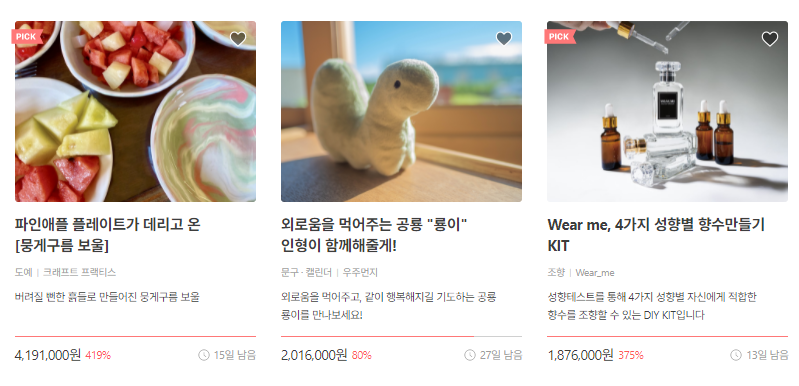 PICK
파인애플 플레이트가 데리고 온
[뭉게구름 보울]
도예 | 크래프트 프랙티스
버려질 뻔한 흙들로 만들어진 뭉게구름 보울
4,191,000원 419%
15일 남음
외로움을 먹어주는 공룡 "룡이"
인형이 함께해줄게!
문구 · 캘린더 | 우주먼지
외로움을 먹어주고, 같이 행복해지길 기도하는 공룡
룡이를 만나보세요!
2,016,000원 80%
27일 남음
PICK
Wear me, 4가지 성향별 향수만들기
KIT
조향 | Wear_me
성향테스트를 통해 4가지 성향별 자신에게 적합한
향수를 조향할 수 있는 DIY KIT입니다
1,876,000원 375%
13일 남음